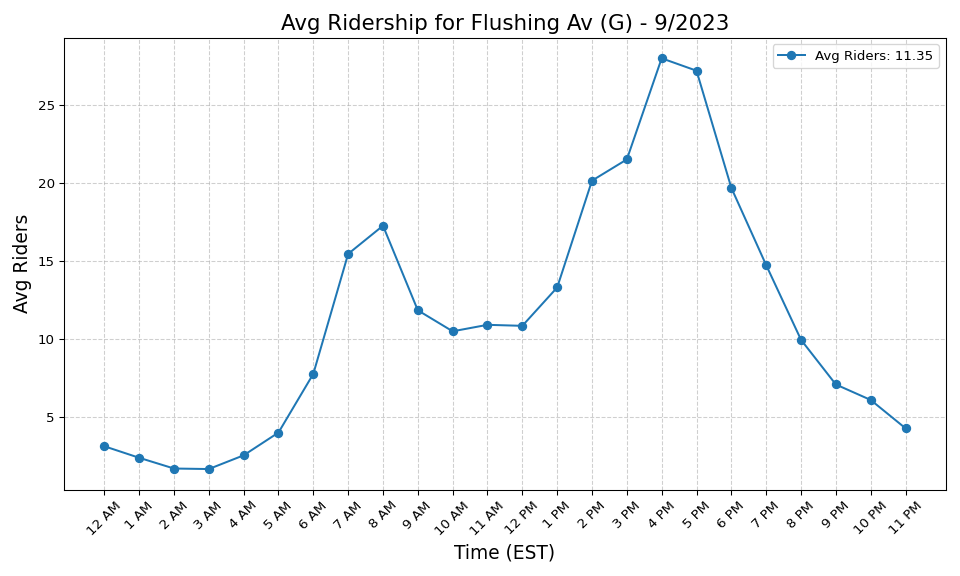 Avg Ridership for Flushing Av (G) - 9/2023
Avg Riders: 11.35
Avg Riders
25
20
15
10
5
12 AM
1 AM
2 AM
3 AM
4 AM
5 AM
6 AM
7 AM
8 AM
9 AM
10 AM
11 AM
12 PM
1 PM
2 PM
3 PM
4 PM
5 PM
6 PM
7 PM
8 PM
9 PM
10 PM
11 PM
Time (EST)